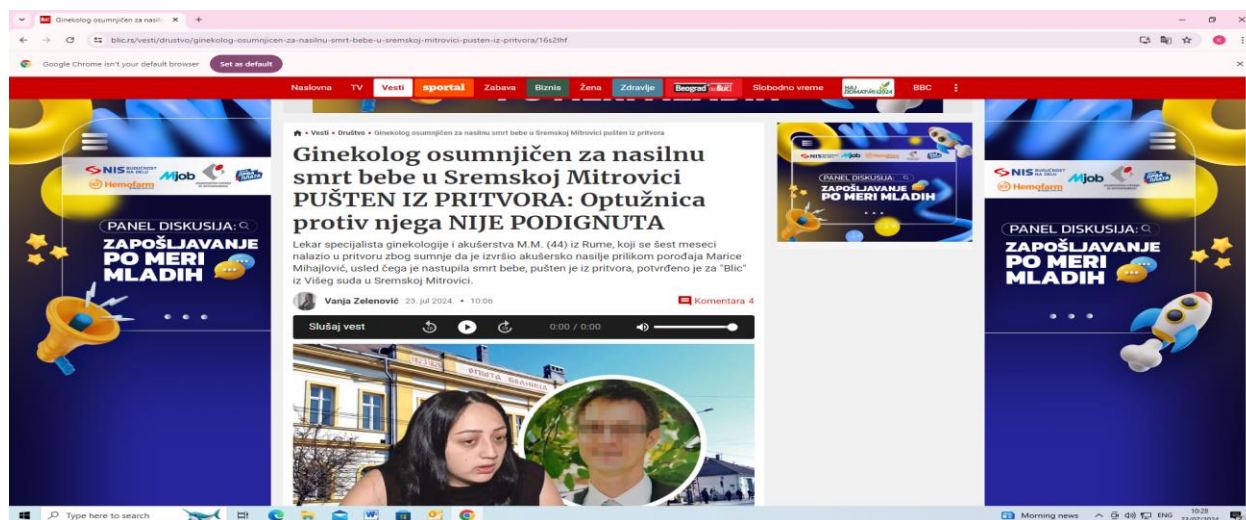 Ginekolog osumnjičen za nasil
blic.rs/vesti/drustvo/ginekolog-osumnjicen-za-nasilnu-smrt-bebe-u-sremskoj-mitrovici-pusten-iz-pritvora/16s2lhf
Google Chrome isn't your default browser Set as default
Naslovna TV Vesti sportal Zabava Biznis Žena Zdravlje Beograd Blic Slobodno vreme BBC
Vesti • Društvo • Ginekolog osumnjičen za nasilnu smrt bebe u Sremskoj Mitrovici pušten iz pritvora
Ginekolog osumnjičen za nasilnu
smrt bebe u Sremskoj Mitrovici
PUŠTEN IZ PRITVORA: Optužnica
protiv njega NIJE PODIGNUTA
Lekar specijalista ginekologije i akušerstva M.M. (44) iz Rume, koji se šest meseci
nalazio u pritvoru zbog sumnje da je izvršio akušersko nasilje prilikom porođaja Marice
Mihajlović, usled čega je nastupila smrt bebe, pušten je iz pritvora, potvrđeno je za "Blic"
iz Višeg suda u Sremskoj Mitrovici.
Vanja Zelenović 23. jul 2024. • 10:06
Komentara 4
Slušaj vest 0:00 / 0:00
NIS Mjob
Hemofarm
PANEL DISKUSIJA:
ZAPOŠLJAVANJE
PO MERI
MLADIH
NIS Mjob Hemofarm
PANEL DISKUSIJA:
ZAPOŠLJAVANJE
PO MERI MLADIH
NIS Mjob
Hemofarm
PANEL DISKUSIJA:
ZAPOŠLJAVANJE
PO MERI
MLADIH
Type here to search
Morning news ENG 10:28